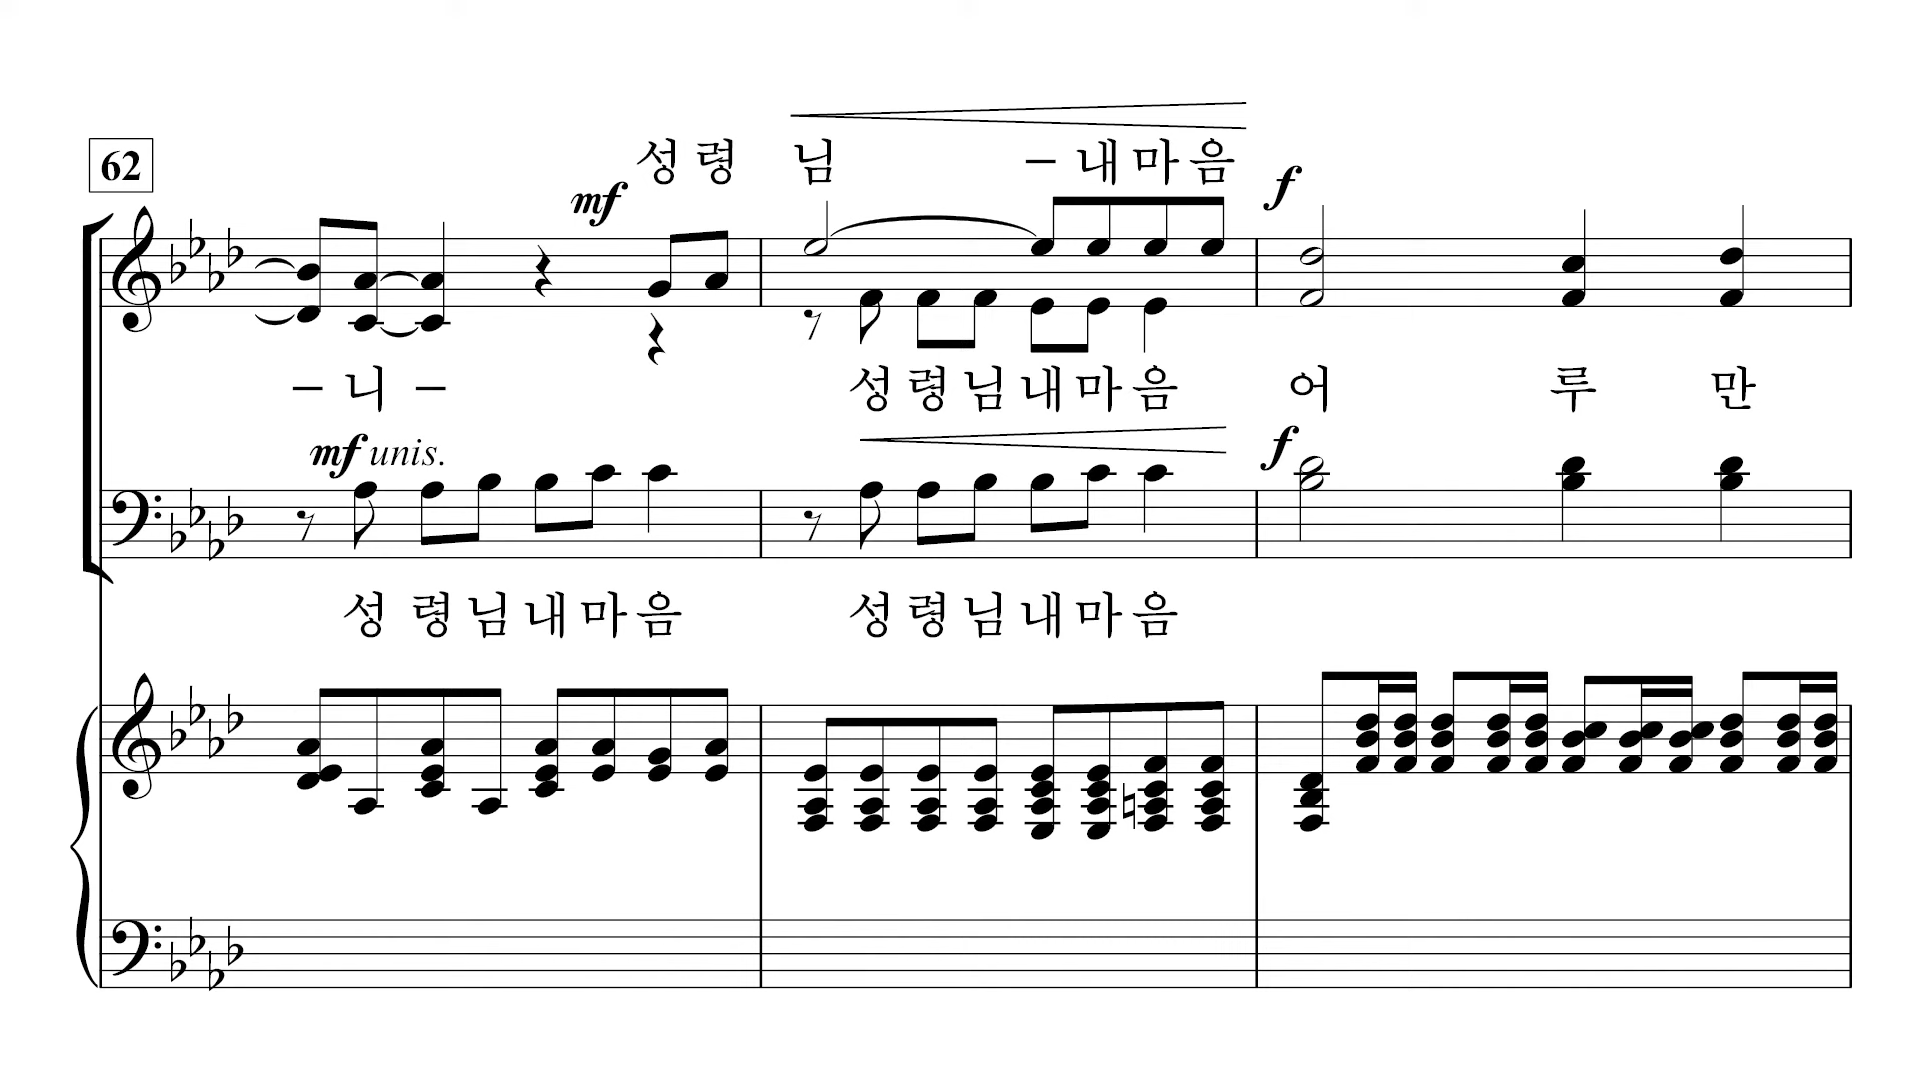 62
성 령 님 – 내 마 음
mf f
– 니 – 성 령 님 내 마 음 어 루 만
mf unis. f
성 령 님 내 마 음 성 령 님 내 마 음